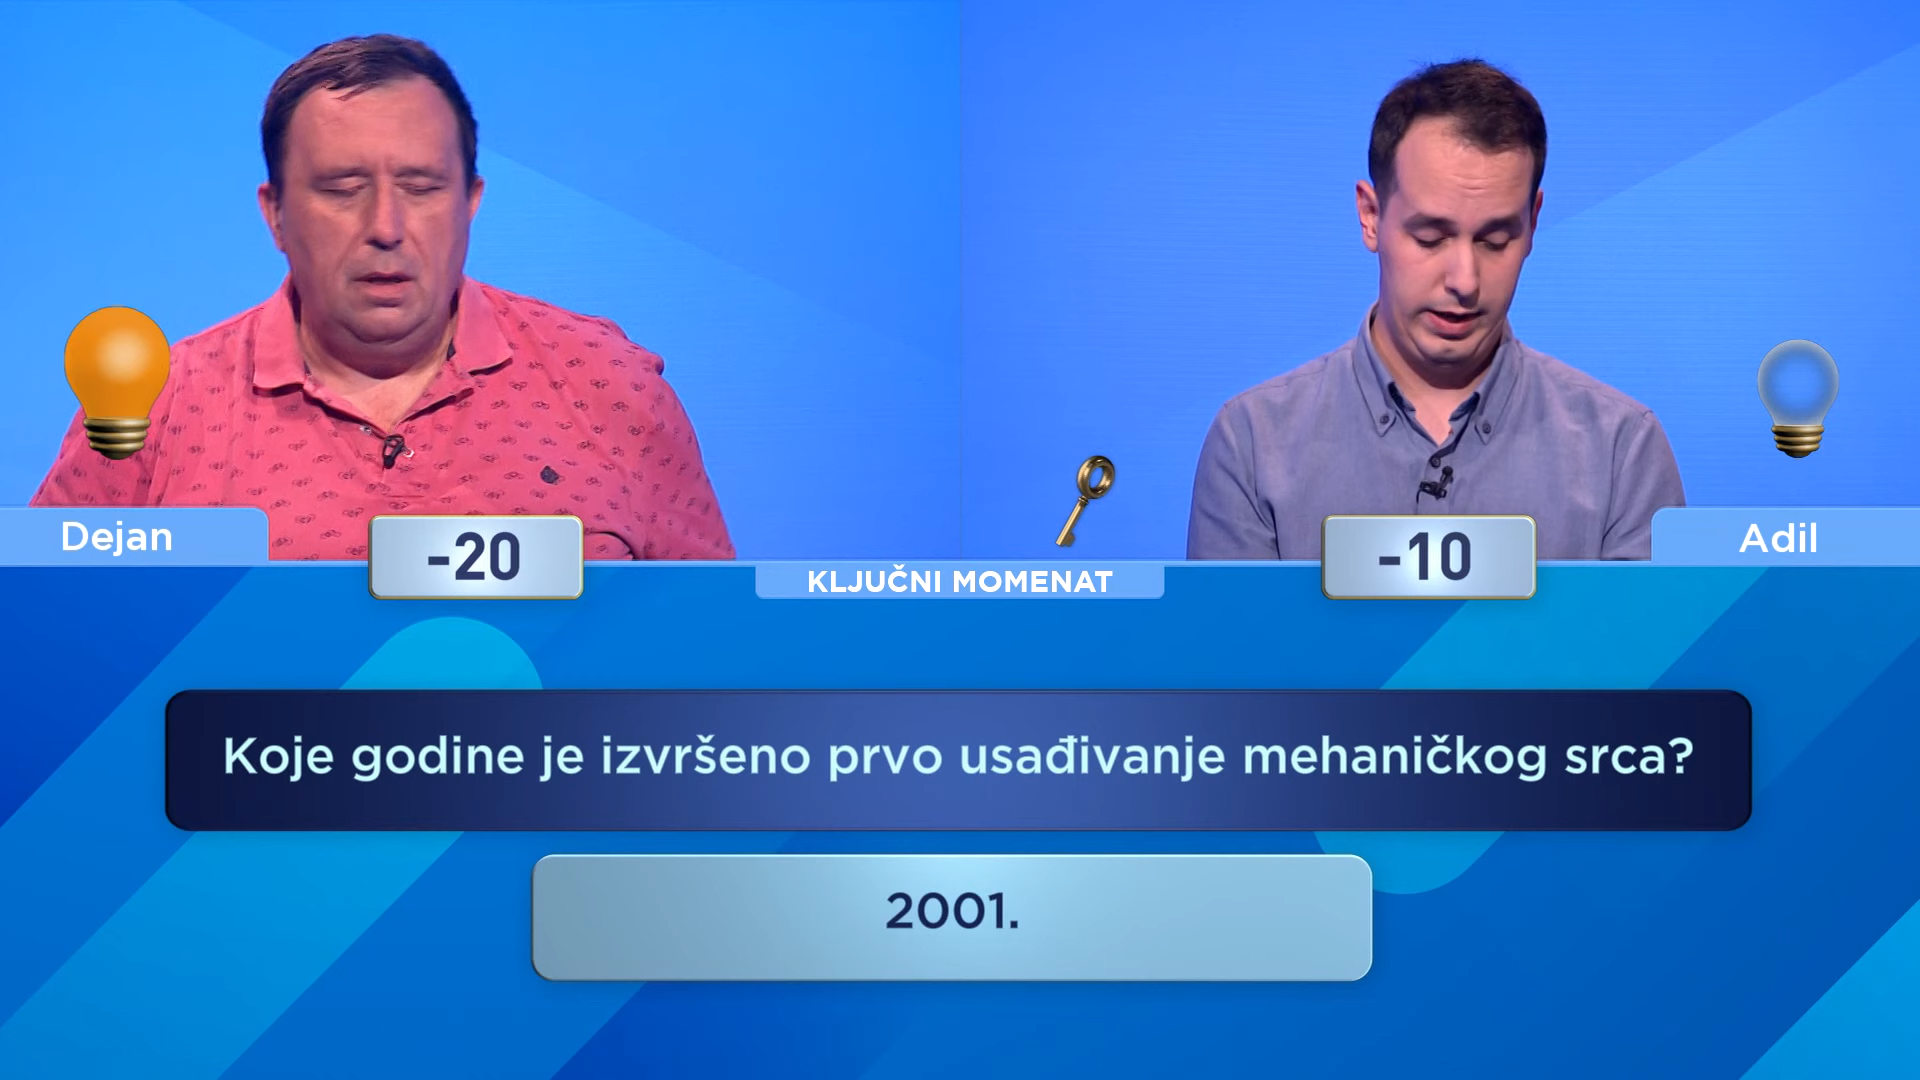 Dejan
-20
KLJUČNI MOMENAT
-10
Adil
Koje godine je izvršeno prvo usađivanje mehaničkog srca?
2001.